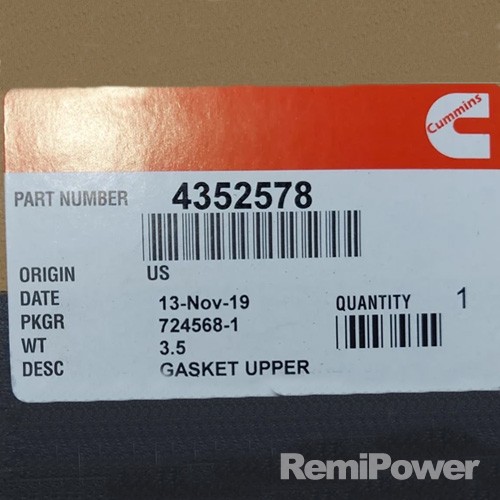 Cummins
PART NUMBER 4352578
ORIGIN US
DATE 13-Nov-19 QUANTITY 1
PKGR 724568-1
WT 3.5
DESC GASKET UPPER
RemiPower